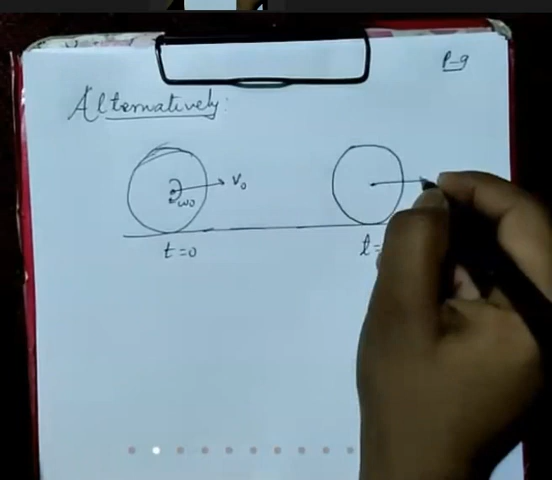 P-9
Alternatively:
V₀
ω₀
t=0
t=